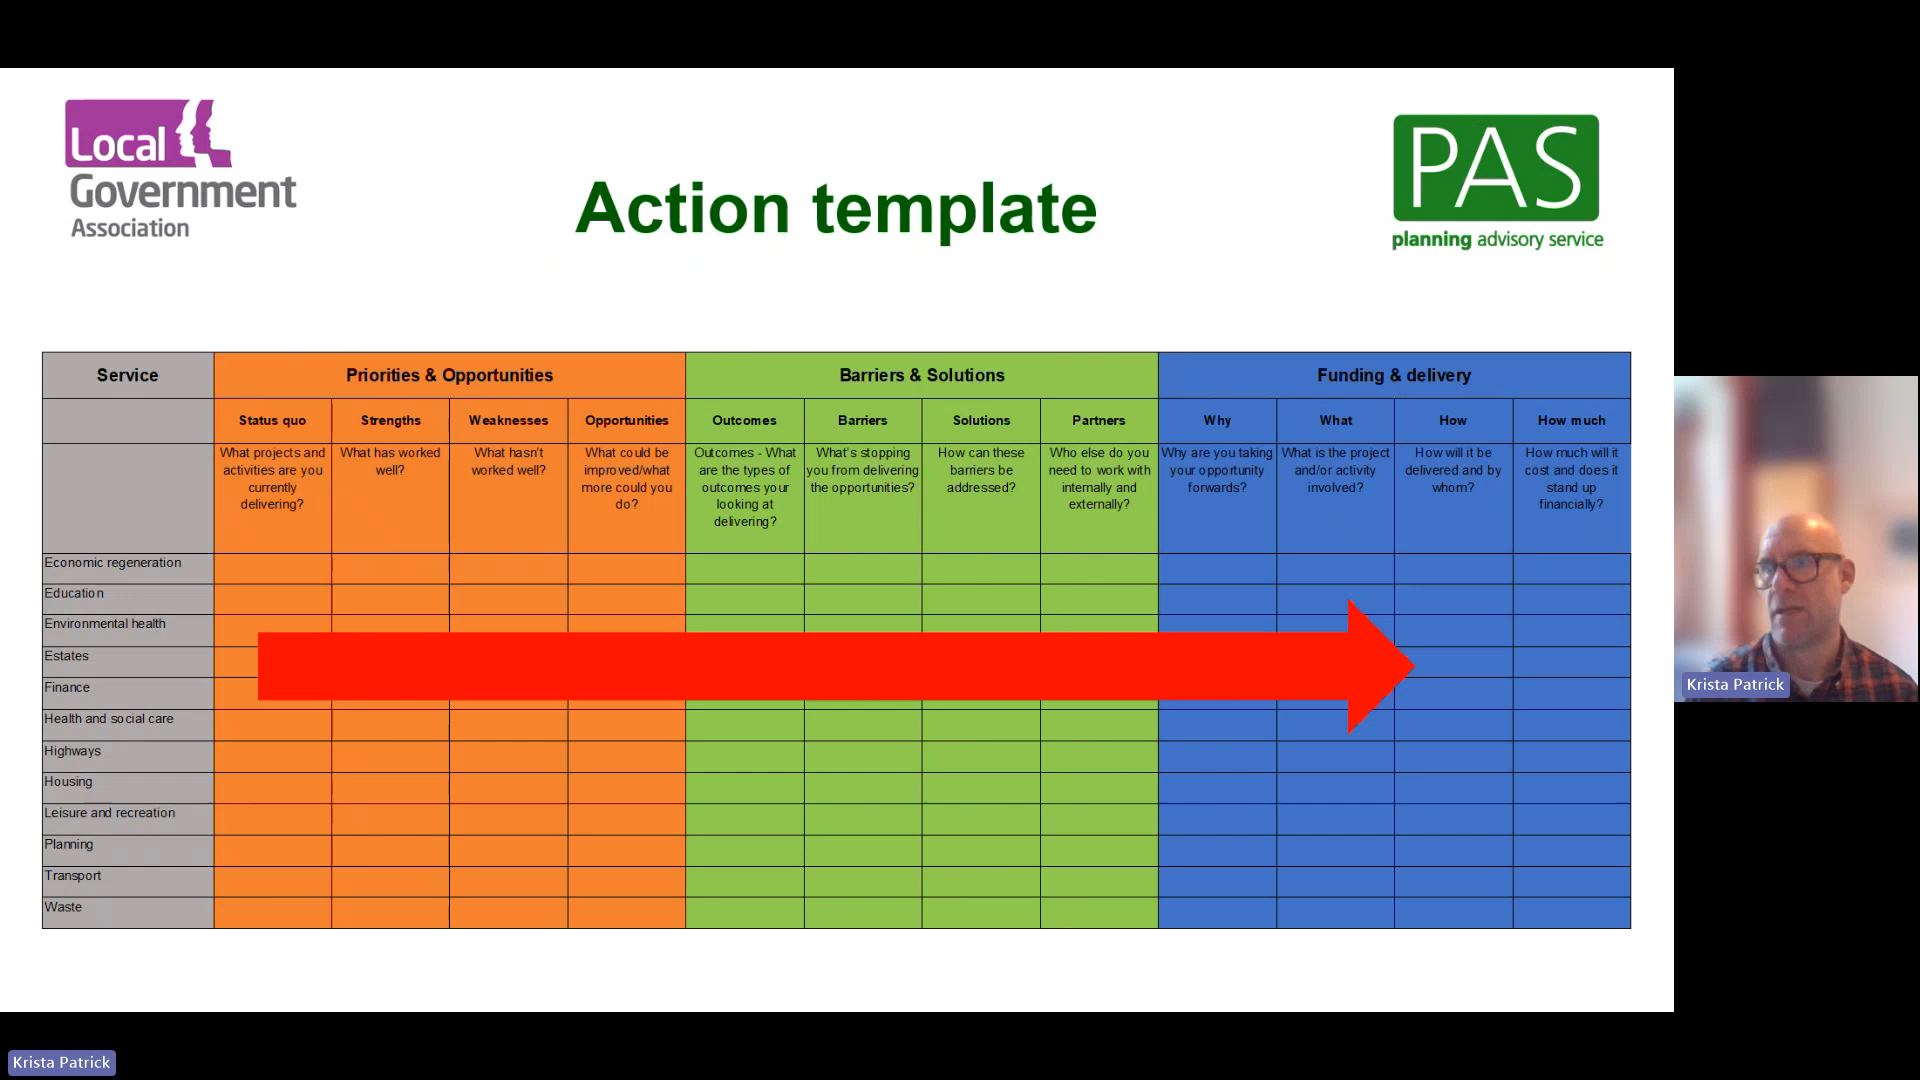 Local
Government
Association
Action template
PAS
planning advisory service
Service
Priorities & Opportunities
Barriers & Solutions
Funding & delivery
Status quo
Strengths
Weaknesses
Opportunities
Outcomes
Barriers
Solutions
Partners
Why
What
How
How much
What projects and
activities are you
currently
delivering?
What has worked
well?
What hasn't
worked well?
What could be
improved/what
more could you
do?
Outcomes - What
are the types of
outcomes your
looking at
delivering?
What's stopping
you from delivering
the opportunities?
How can these
barriers be
addressed?
Who else do you
need to work with
internally and
externally?
Why are you taking
your opportunity
forwards?
What is the project
and/or activity
involved?
How will it be
delivered and by
whom?
How much will it
cost and does it
stand up
financially?
Economic regeneration
Education
Environmental health
Estates
Finance
Health and social care
Highways
Housing
Leisure and recreation
Planning
Transport
Waste
Krista Patrick
Krista Patrick